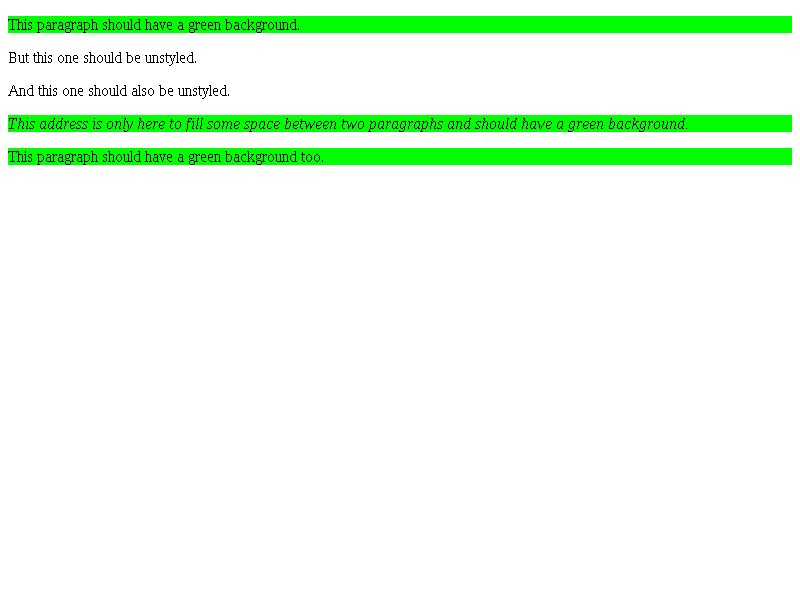 This paragraph should have a green background.
But this one should be unstyled.
And this one should also be unstyled.
This address is only here to fill some space between two paragraphs and should have a green background.
This paragraph should have a green background too.